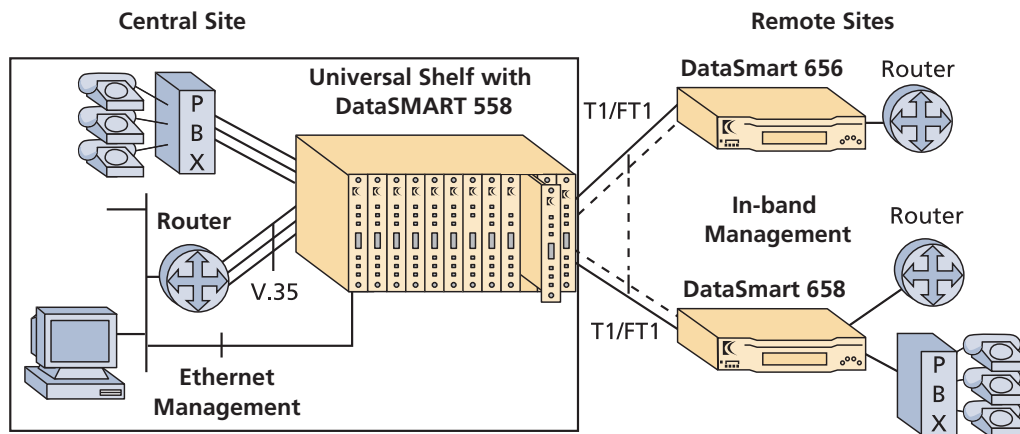 Central Site
Remote Sites
Universal Shelf with
DataSMART 558
P
B
X
Router
V.35
Ethernet
Management
T1/FT1
T1/FT1
DataSmart 656
Router
In-band
Management
Router
DataSmart 658
P
B
X